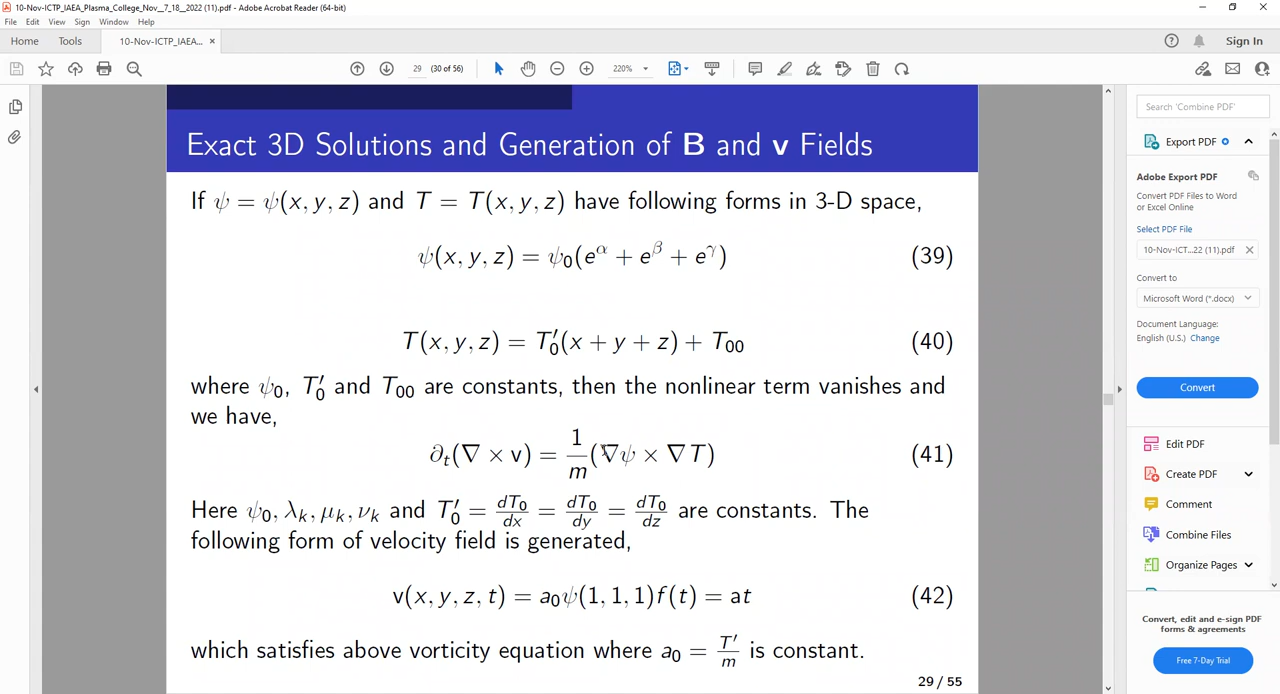 10-Nov-ICTP_IAEA_Plasma_College_Nov__7_18__2022 (11).pdf - Adobe Acrobat Reader (64-bit)
File Edit View Sign Window Help
Home Tools 10-Nov-ICTP_IAEA... × Sign In
29 (30 of 56) 220%
Exact 3D Solutions and Generation of B and v Fields
If ψ = ψ(x, y, z) and T = T(x, y, z) have following forms in 3-D space,
ψ(x, y, z) = ψ₀(e^α + e^β + e^γ) (39)
T(x, y, z) = T′₀(x + y + z) + T₀₀ (40)
where ψ₀, T′₀ and T₀₀ are constants, then the nonlinear term vanishes and
we have,
∂ₜ(∇ × v) = 1/m (∇ψ × ∇T) (41)
Here ψ₀, λₖ, μₖ, νₖ and T′₀ = dT₀/dx = dT₀/dy = dT₀/dz are constants. The
following form of velocity field is generated,
v(x, y, z, t) = a₀ψ(1, 1, 1)f(t) = at (42)
which satisfies above vorticity equation where a₀ = T′/m is constant.
29 / 55
Search 'Combine PDF'
Export PDF
Adobe Export PDF
Convert PDF Files to Word
or Excel Online
Select PDF File
10-Nov-ICT...22 (11).pdf ×
Convert to
Microsoft Word (*.docx)
Document Language:
English (U.S.) Change
Convert
Edit PDF
Create PDF
Comment
Combine Files
Organize Pages
Convert, edit and e-sign PDF
forms & agreements
Free 7-Day Trial